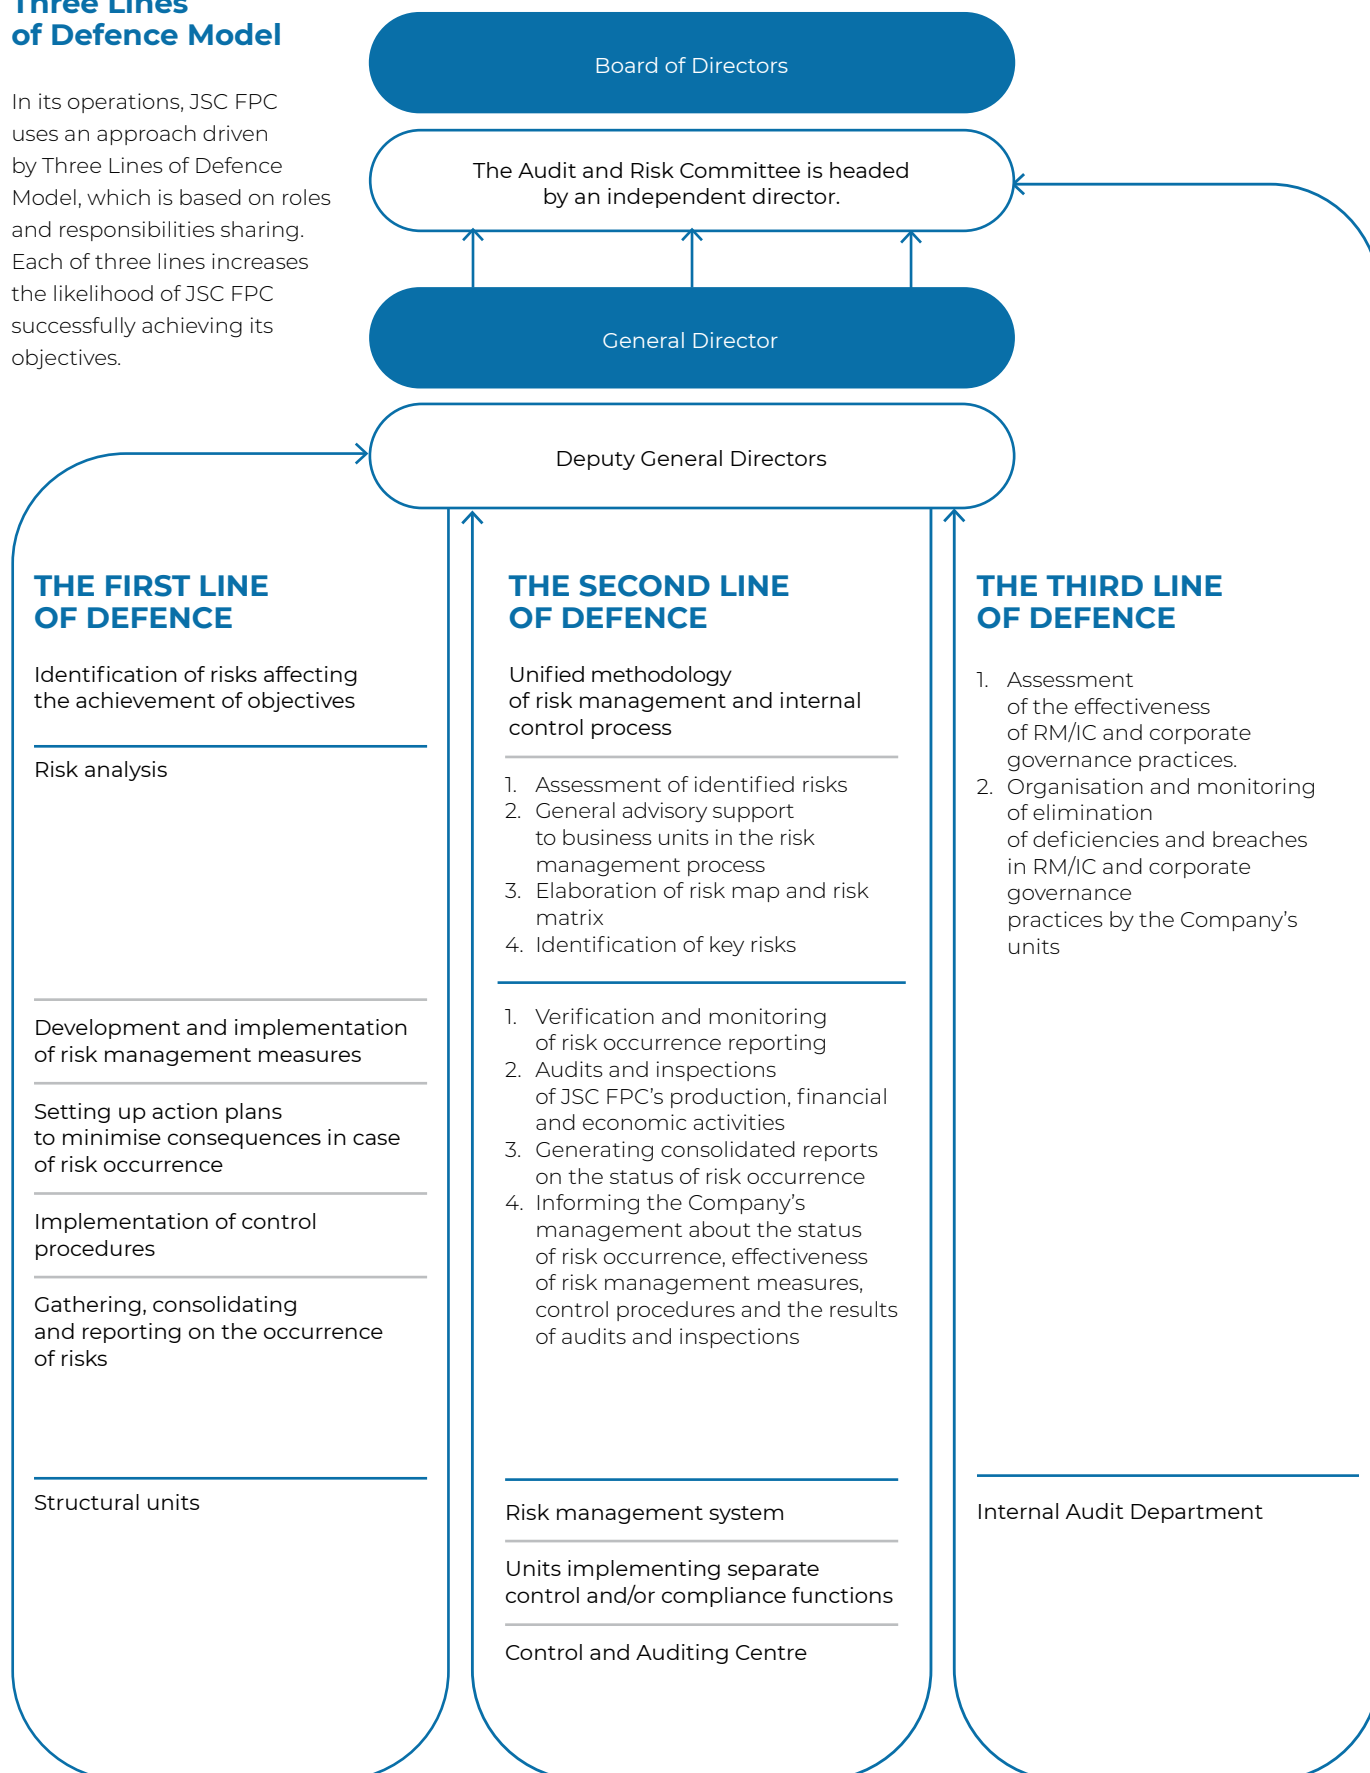 Three Lines
of Defence Model
In its operations, JSC FPC
uses an approach driven
by Three Lines of Defence
Model, which is based on roles
and responsibilities sharing.
Each of three lines increases
the likelihood of JSC FPC
successfully achieving its
objectives.
Board of Directors
The Audit and Risk Committee is headed
by an independent director.
General Director
Deputy General Directors
THE FIRST LINE
OF DEFENCE
Identification of risks affecting
the achievement of objectives
Risk analysis
Development and implementation
of risk management measures
Setting up action plans
to minimise consequences in case
of risk occurrence
Implementation of control
procedures
Gathering, consolidating
and reporting on the occurrence
of risks
Structural units
THE SECOND LINE
OF DEFENCE
Unified methodology
of risk management and internal
control process
1. Assessment of identified risks
2. General advisory support
to business units in the risk
management process
3. Elaboration of risk map and risk
matrix
4. Identification of key risks
1. Verification and monitoring
of risk occurrence reporting
2. Audits and inspections
of JSC FPC’s production, financial
and economic activities
3. Generating consolidated reports
on the status of risk occurrence
4. Informing the Company’s
management about the status
of risk occurrence, effectiveness
of risk management measures,
control procedures and the results
of audits and inspections
Risk management system
Units implementing separate
control and/or compliance functions
Control and Auditing Centre
THE THIRD LINE
OF DEFENCE
1. Assessment
of the effectiveness
of RM/IC and corporate
governance practices.
2. Organisation and monitoring
of elimination
of deficiencies and breaches
in RM/IC and corporate
governance
practices by the Company’s
units
Internal Audit Department